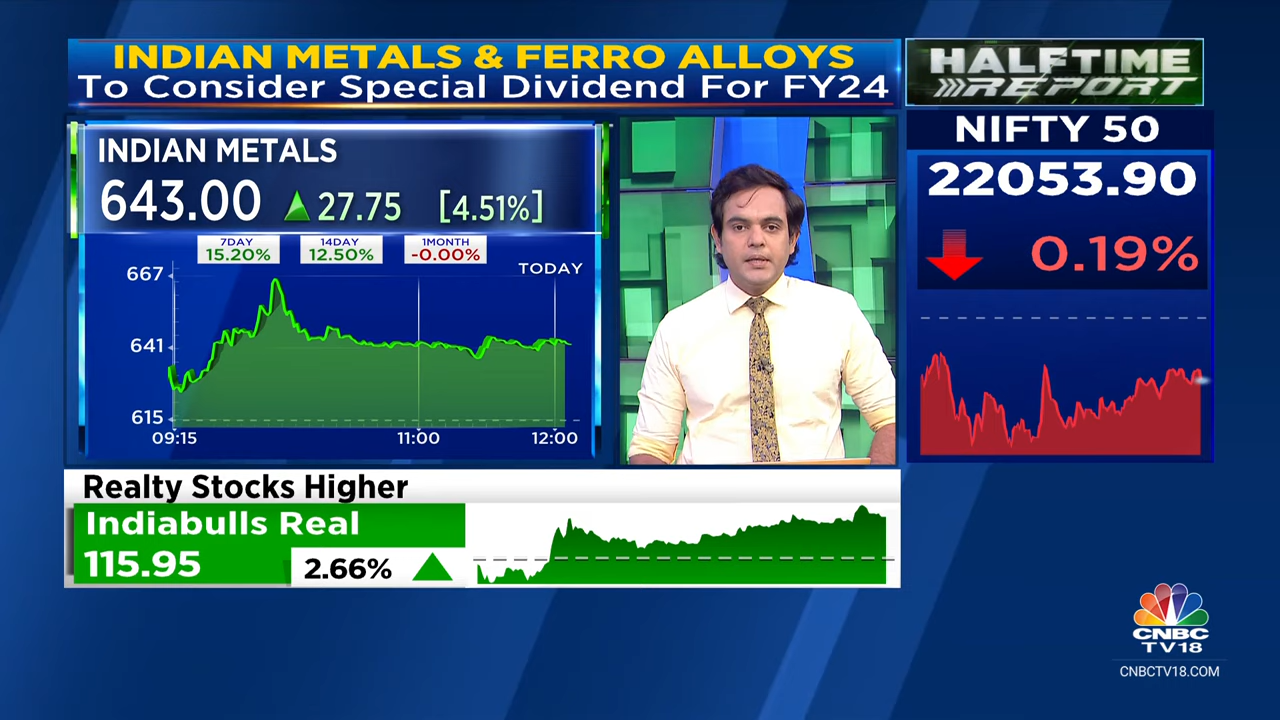 INDIAN METALS & FERRO ALLOYS
To Consider Special Dividend For FY24
HALFTIME
REPORT
INDIAN METALS
643.00 ▲ 27.75 [4.51%]
7DAY
15.20%
14DAY
12.50%
1MONTH
-0.00%
TODAY
667
641
615
09:15
11:00
12:00
NIFTY 50
22053.90
0.19%
Realty Stocks Higher
Indiabulls Real
115.95
2.66%
CNBC
TV18
CNBCTV18.COM